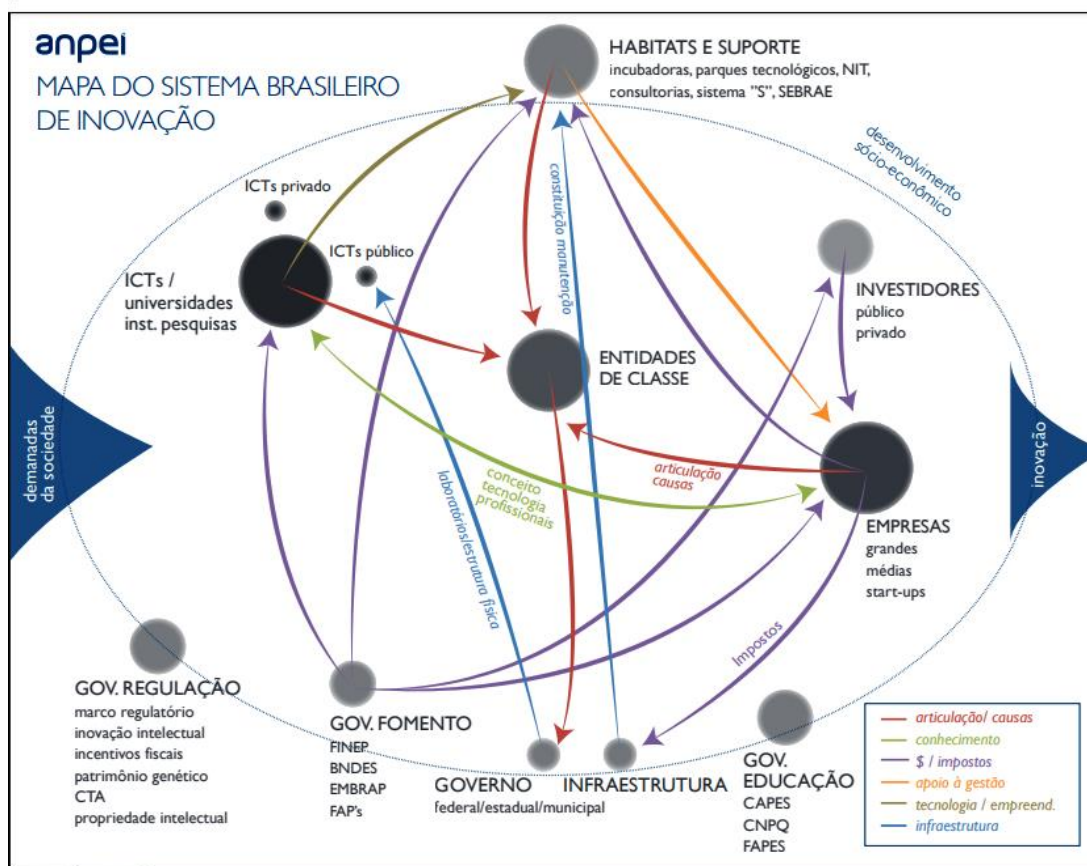 anpei
MAPA DO SISTEMA BRASILEIRO
DE INOVAÇÃO
HABITATS E SUPORTE
incubadoras, parques tecnológicos, NIT,
consultorias, sistema "S", SEBRAE
desenvolvimento
sócio-econômico
ICTs privado
ICTs público
ICTs /
universidades
inst. pesquisas
constituição manutenção
INVESTIDORES
público
privado
ENTIDADES
DE CLASSE
demanadas
da sociedade
inovação
articulação
causas
conceito
tecnologia
profissionais
laboratórios/estrutura física
EMPRESAS
grandes
médias
start-ups
Impostos
GOV. REGULAÇÃO
marco regulatório
inovação intelectual
incentivos fiscais
patrimônio genético
CTA
propriedade intelectual
GOV. FOMENTO
FINEP
BNDES
EMBRAP
FAP's
GOVERNO
federal/estadual/municipal
INFRAESTRUTURA
GOV.
EDUCAÇÃO
CAPES
CNPQ
FAPES
articulação/ causas
conhecimento
$ / impostos
apoio à gestão
tecnologia / empreend.
infraestrutura